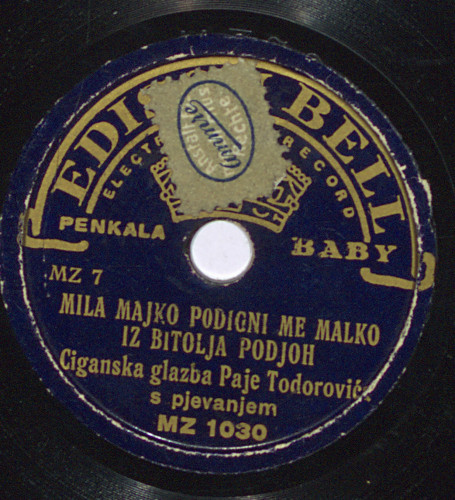 EDI BELL
RECORD
PENKALA
BABY
MZ 7
MILA MAJKO PODIGNI ME MALKO
IZ BITOLJA PODJOH
Ciganska glazba Paje Todorović
s pjevanjem
MZ 1030